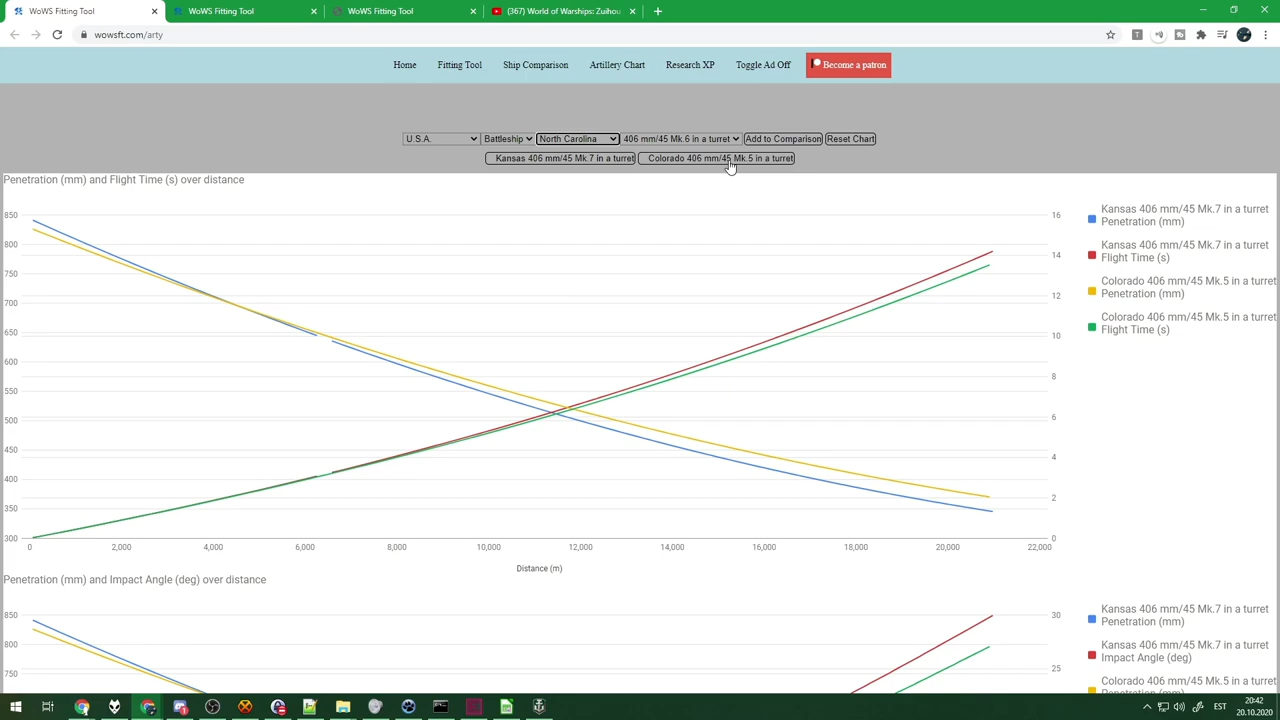 WoWS Fitting Tool
WoWS Fitting Tool
WoWS Fitting Tool
(367) World of Warships: Zuihou
wowsft.com/arty
Home Fitting Tool Ship Comparison Artillery Chart Research XP Toggle Ad Off Become a patron
U.S.A. Battleship North Carolina 406 mm/45 Mk.6 in a turret Add to Comparison Reset Chart
Kansas 406 mm/45 Mk.7 in a turret Colorado 406 mm/45 Mk.5 in a turret
Penetration (mm) and Flight Time (s) over distance
850
800
750
700
650
600
550
500
450
400
350
300
16
14
12
10
8
6
4
2
0
0 2,000 4,000 6,000 8,000 10,000 12,000 14,000 16,000 18,000 20,000 22,000
Distance (m)
Kansas 406 mm/45 Mk.7 in a turret
Penetration (mm)
Kansas 406 mm/45 Mk.7 in a turret
Flight Time (s)
Colorado 406 mm/45 Mk.5 in a turret
Penetration (mm)
Colorado 406 mm/45 Mk.5 in a turret
Flight Time (s)
Penetration (mm) and Impact Angle (deg) over distance
850
800
750
30
25
Kansas 406 mm/45 Mk.7 in a turret
Penetration (mm)
Kansas 406 mm/45 Mk.7 in a turret
Impact Angle (deg)
Colorado 406 mm/45 Mk.5 in a turret
Penetration (mm)
EST
20:42
20.10.2020